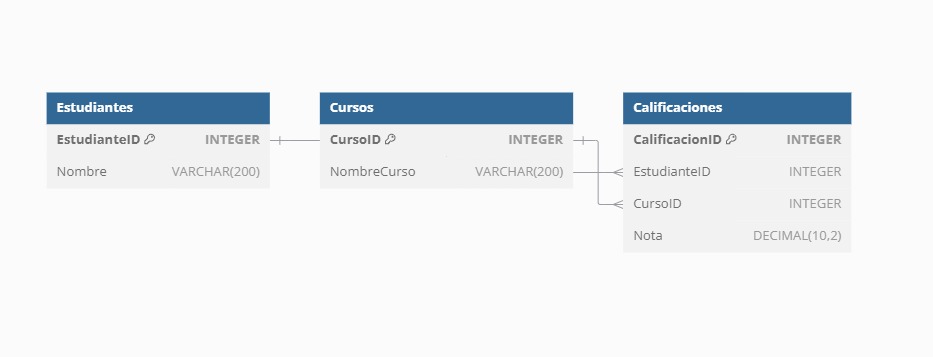 Estudiantes
EstudianteID INTEGER
Nombre VARCHAR(200)
Cursos
CursoID INTEGER
NombreCurso VARCHAR(200)
Calificaciones
CalificacionID INTEGER
EstudianteID INTEGER
CursoID INTEGER
Nota DECIMAL(10,2)